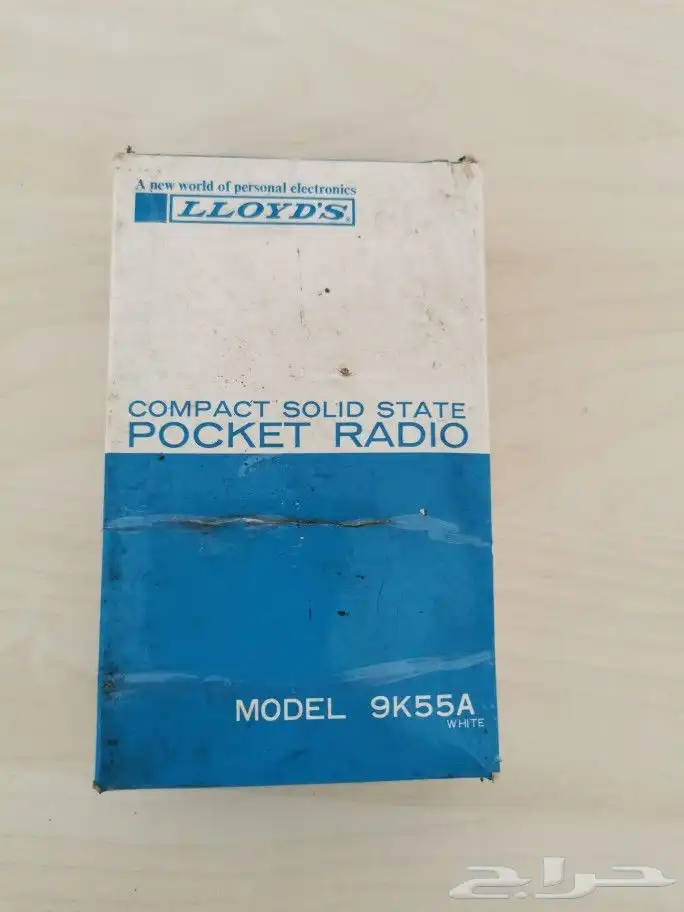 A new world of personal electronics
LLOYD'S®
COMPACT SOLID STATE
POCKET RADIO
MODEL 9K55A
WHITE
حراج